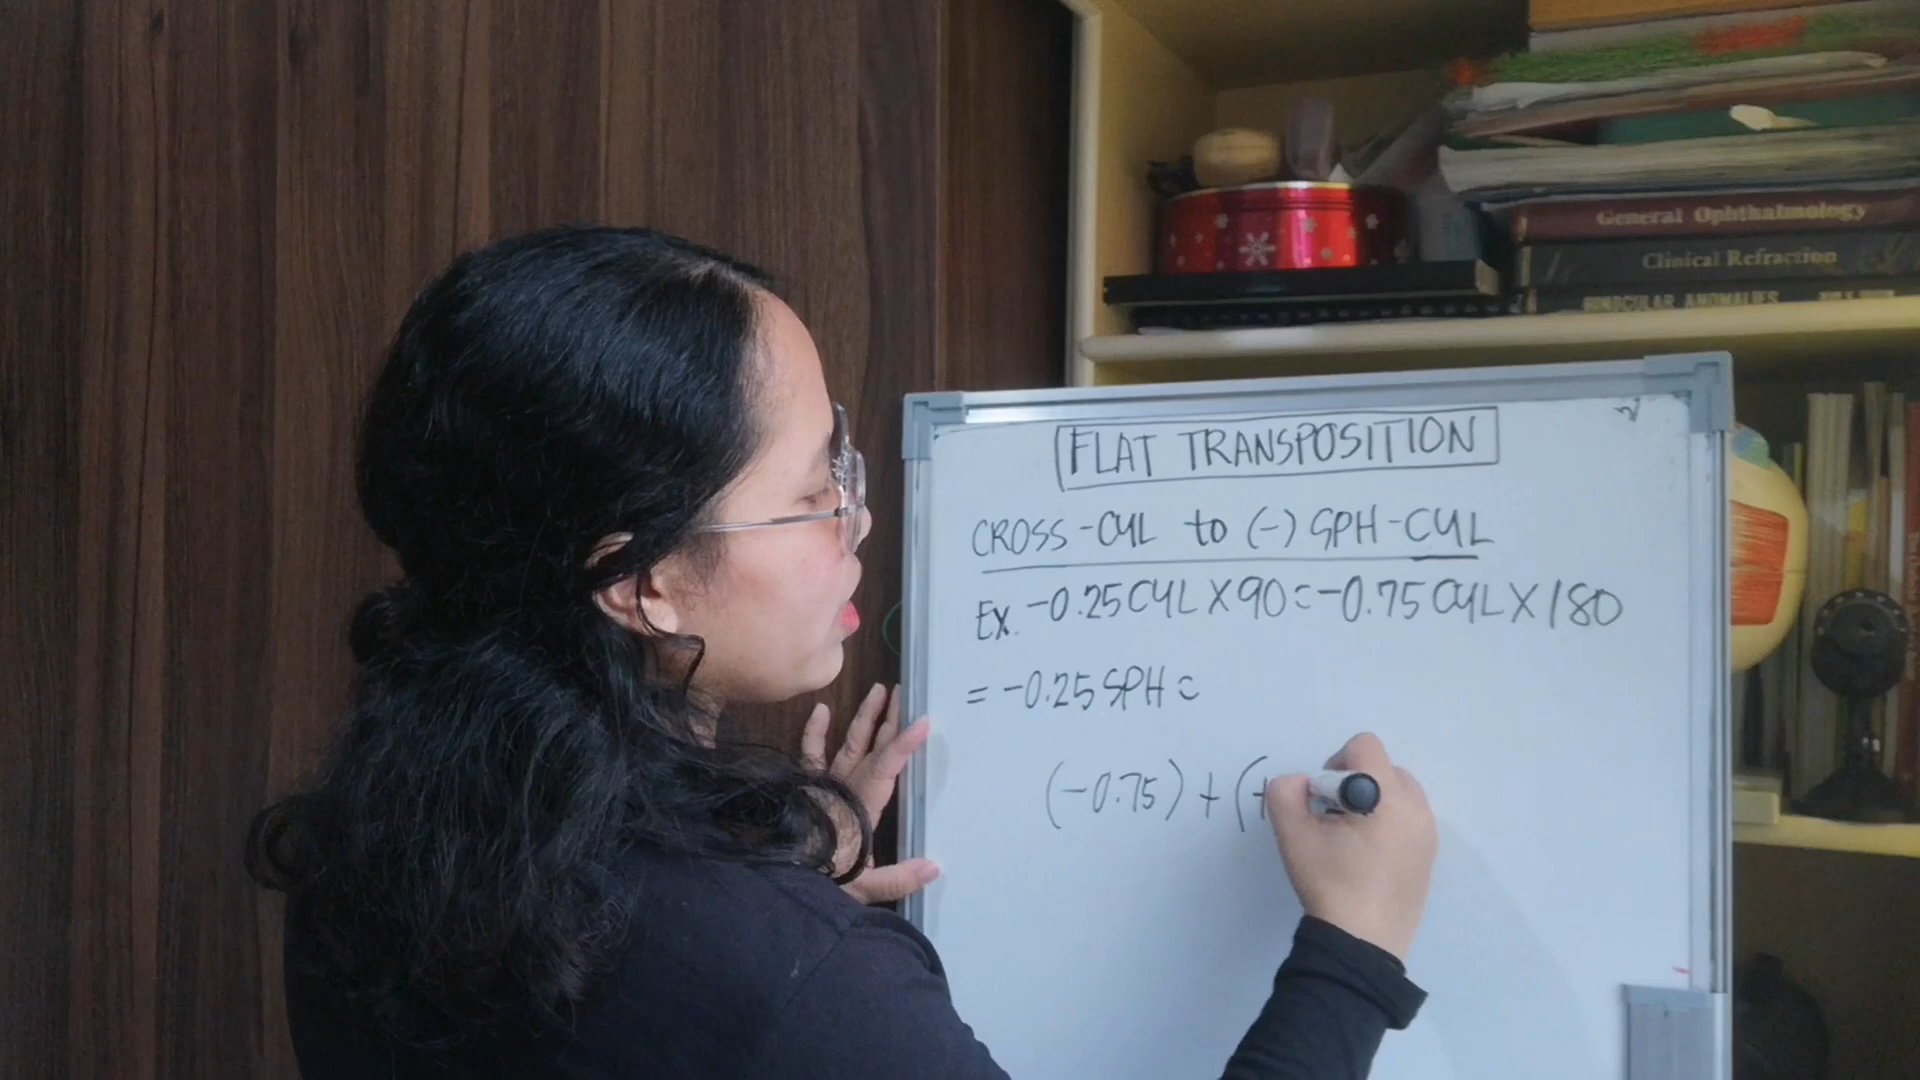 General Ophthalmology
Clinical Refraction
BINOCULAR ANOMALIES
FLAT TRANSPOSITION
CROSS-CYL to (-) SPH-CYL
Ex. -0.25 CYL X 90 = -0.75 CYL X 180
= -0.25 SPH =
(-0.75) + (+